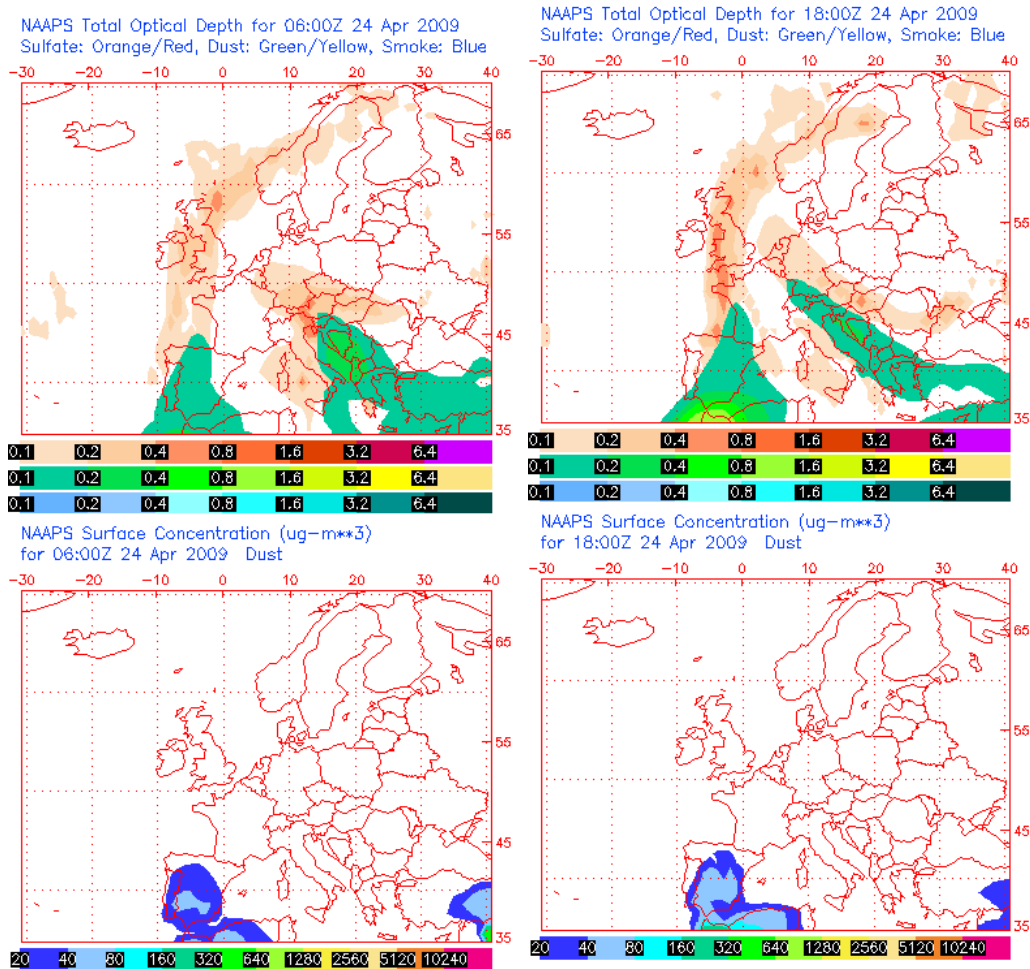 NAAPS Total Optical Depth for 06:00Z 24 Apr 2009
Sulfate: Orange/Red, Dust: Green/Yellow, Smoke: Blue
-30 -20 -10 0 10 20 30 40
65
55
45
35
0.1 0.2 0.4 0.8 1.6 3.2 6.4
0.1 0.2 0.4 0.8 1.6 3.2 6.4
0.1 0.2 0.4 0.8 1.6 3.2 6.4
NAAPS Total Optical Depth for 18:00Z 24 Apr 2009
Sulfate: Orange/Red, Dust: Green/Yellow, Smoke: Blue
-30 -20 -10 0 10 20 30 40
65
55
45
35
0.1 0.2 0.4 0.8 1.6 3.2 6.4
0.1 0.2 0.4 0.8 1.6 3.2 6.4
0.1 0.2 0.4 0.8 1.6 3.2 6.4
NAAPS Surface Concentration (ug-m**3)
for 06:00Z 24 Apr 2009 Dust
-30 -20 -10 0 10 20 30 40
65
55
45
35
20 40 80 160 320 640 1280 2560 5120 10240
NAAPS Surface Concentration (ug-m**3)
for 18:00Z 24 Apr 2009 Dust
-30 -20 -10 0 10 20 30 40
65
55
45
35
20 40 80 160 320 640 1280 2560 5120 10240